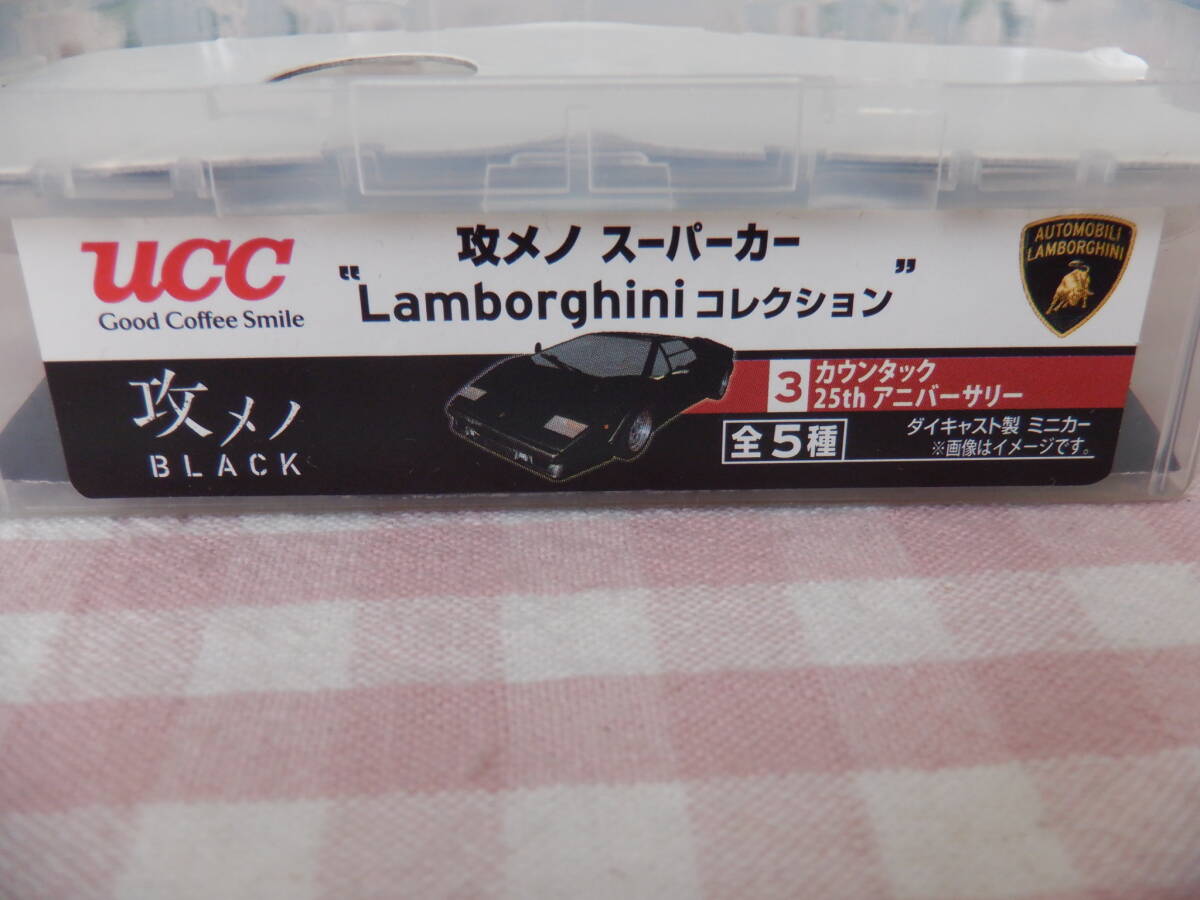 UCC
Good Coffee Smile
攻メノ スーパーカー
“Lamborghini コレクション”
AUTOMOBILI
LAMBORGHINI
攻メノ
BLACK
3 カウンタック
25th アニバーサリー
全5種
ダイキャスト製 ミニカー
※画像はイメージです。